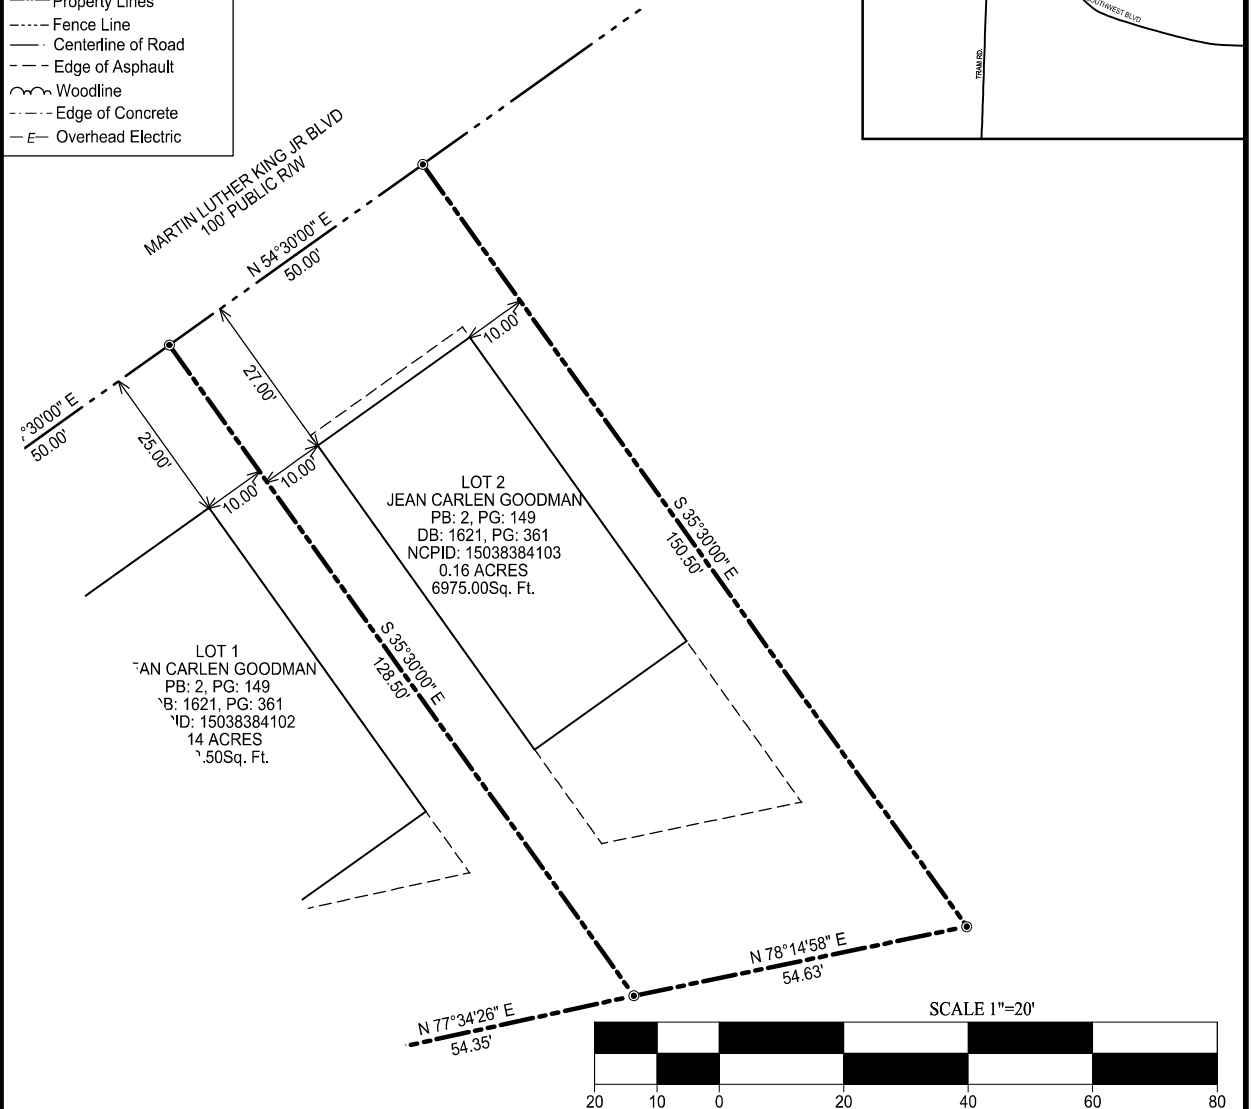 Property Lines
Fence Line
Centerline of Road
Edge of Asphault
Woodline
Edge of Concrete
E Overhead Electric
SOUTHWEST BLVD
TRAM RD.
MARTIN LUTHER KING JR BLVD
100' PUBLIC R/W
N 54°30'00" E
50.00'
°30'00" E
50.00'
27.00'
25.00'
10.00'
10.00'
10.00'
LOT 2
JEAN CARLEN GOODMAN
PB: 2, PG: 149
DB: 1621, PG: 361
NCPID: 15038384103
0.16 ACRES
6975.00Sq. Ft.
S 35°30'00" E
150.50'
S 35°30'00" E
128.50'
LOT 1
EAN CARLEN GOODMAN
PB: 2, PG: 149
B: 1621, PG: 361
ID: 15038384102
14 ACRES
.50Sq. Ft.
N 78°14'58" E
54.63'
N 77°34'26" E
54.35'
SCALE 1"=20'
20 10 0 20 40 60 80